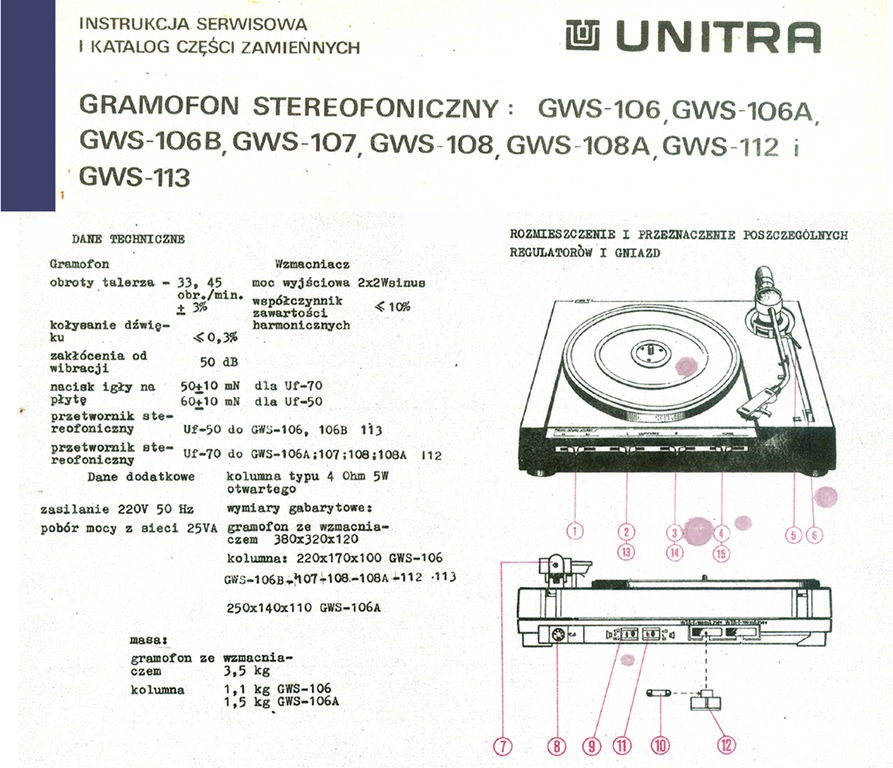 INSTRUKCJA SERWISOWA
I KATALOG CZĘŚCI ZAMIENNYCH
UNITRA
GRAMOFON STEREOFONICZNY: GWS-106, GWS-106A,
GWS-106B, GWS-107, GWS-108, GWS-108A, GWS-112 i
GWS-113
DANE TECHNICZNE
Gramofon
obroty talerza - 33, 45
obr./min.
± 3%
kołysanie dźwię-
ku ≤0,3%
zakłócenia od
wibracji 50 dB
nacisk igły na 50±10 mN dla Uf-70
płytę 60±10 mN dla Uf-50
przetwornik ste-
reofoniczny Uf-50 do GWS-106, 106B 113
przetwornik ste-
reofoniczny Uf-70 do GWS-106A;107;108;108A 112
Wzmacniacz
moc wyjściowa 2x2Wsinus
współczynnik
zawartości ≤ 10%
harmonicznych
Dane dodatkowe
zasilanie 220V 50 Hz
pobór mocy z sieci 25VA
kolumna typu 4 Ohm 5W
otwartego
wymiary gabarytowe:
gramofon ze wzmacnia-
czem 380x320x120
kolumna: 220x170x100 GWS-106
GWS-106B-107-108-108A-112 113
250x140x110 GWS-106A
masa:
gramofon ze wzmacnia-
czem 3,5 kg
kolumna 1,1 kg GWS-106
1,5 kg GWS-106A
ROZMIESZCZENIE I PRZEZNACZENIE POSZCZEGÓLNYCH
REGULATORÓW I GNIAZD
1 2 3 4 5 6
13 14 15
7 8 9 11 10 12